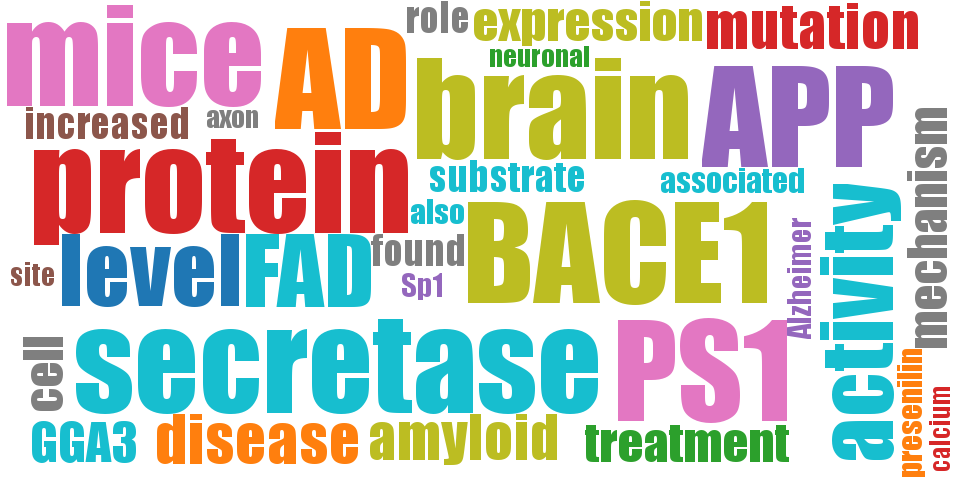 mice
AD
role
expression
mutation
neuronal
brain
APP
increased
axon
protein
substrate
associated
mechanism
also
BACE1
activity
level
FAD
found
site
Sp1
Alzheimer
secretase
PS1
cell
GGA3
disease
amyloid
treatment
presenilin
calcium